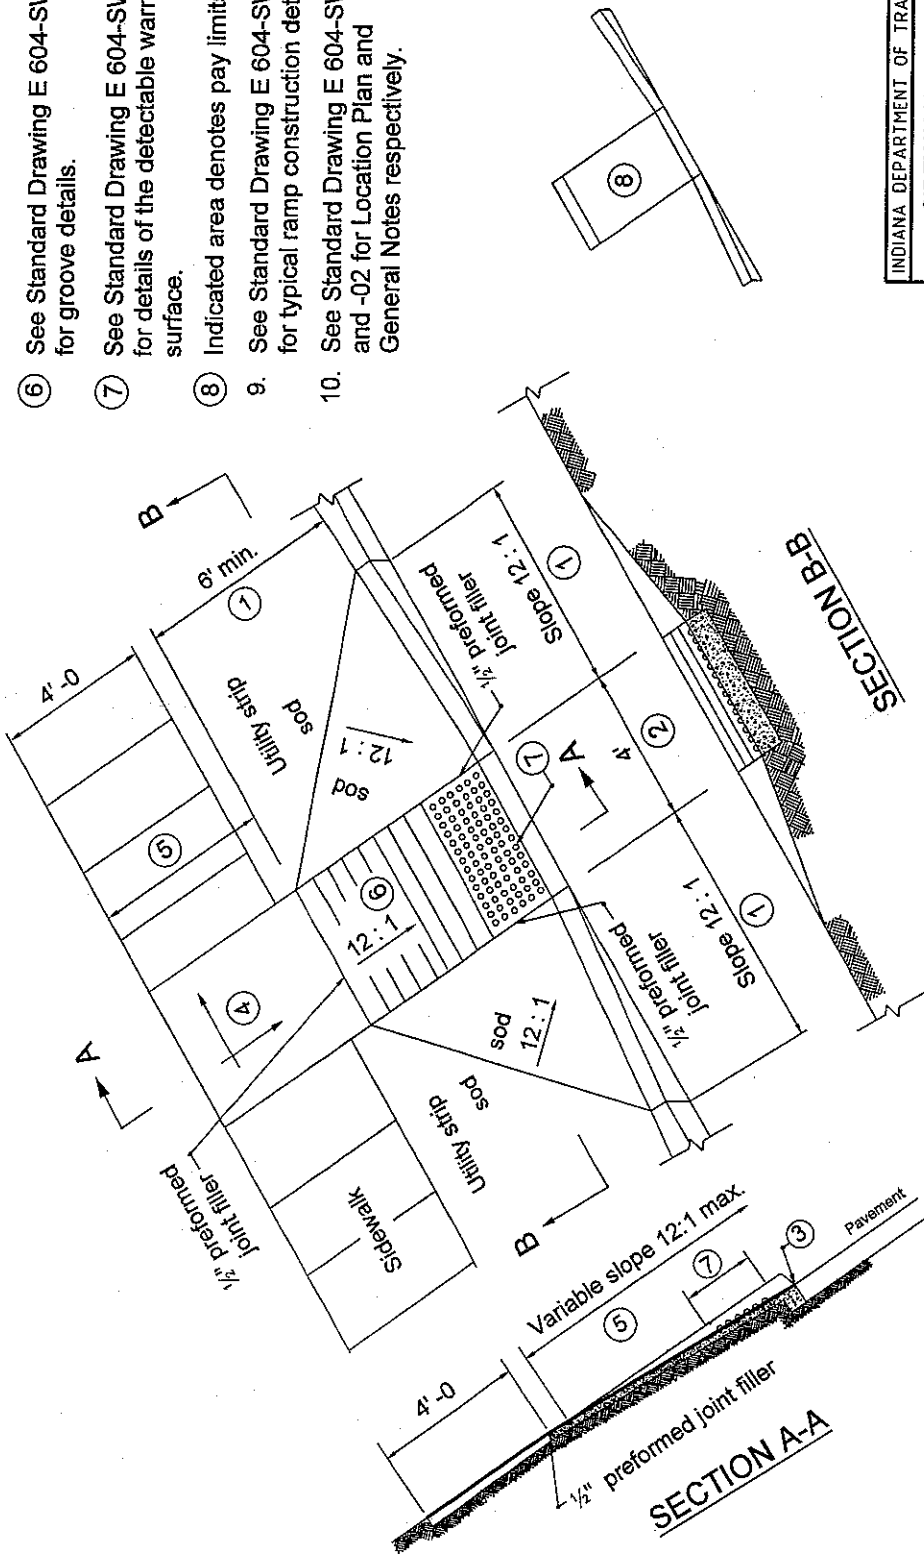 6 See Standard Drawing E 604-SW
for groove details.
7 See Standard Drawing E 604-SW
for details of the detectable warr
surface.
8 Indicated area denotes pay limit
9. See Standard Drawing E 604-SW
for typical ramp construction det
10. See Standard Drawing E 604-SW
and -02 for Location Plan and
General Notes respectively.
8
INDIANA DEPARTMENT OF TRA
B
6' min.
1
4'-0
Utility strip
sod
sod
12 : 1
5
1/2" preformed
joint filler
Slope 12 : 1
1
7
A
4'
2
6
12 : 1
4
A
1/2" preformed
joint filler
Sidewalk
Utility strip
sod
sod
12 : 1
1/2" preformed
joint filler
Slope 12 : 1
1
B
SECTION B-B
4'-0
Variable slope 12:1 max.
5
7
3
Pavement
1/2" preformed joint filler
SECTION A-A